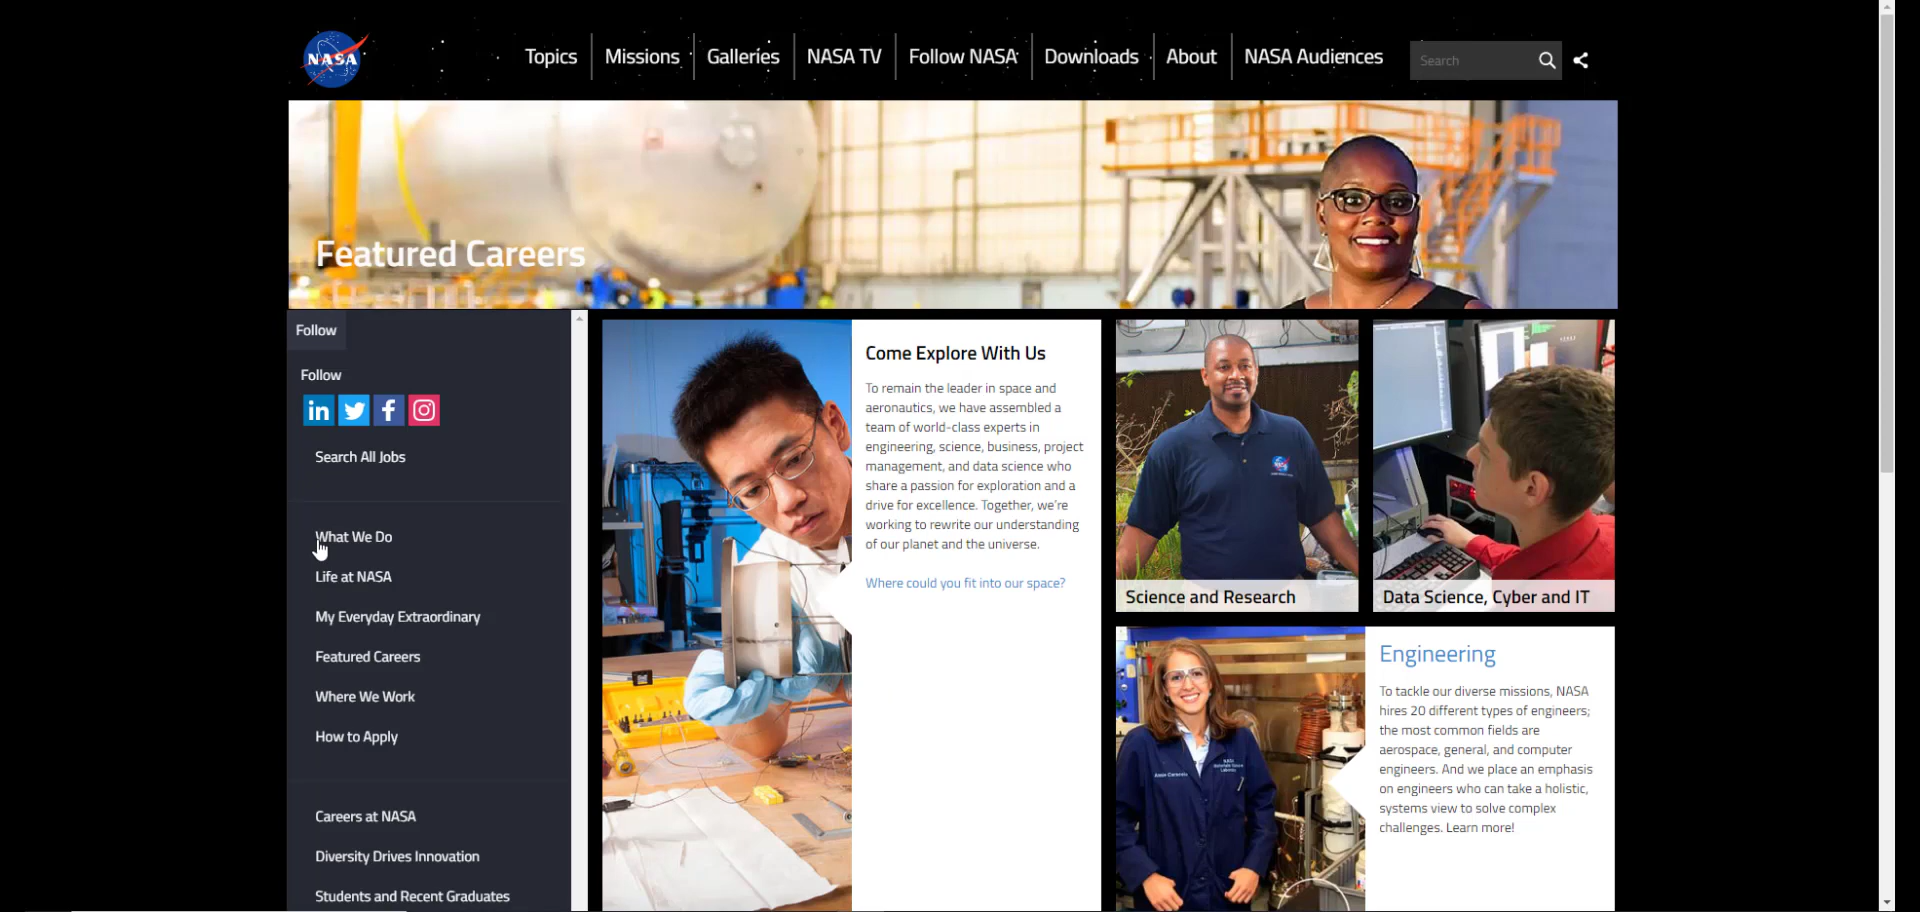 NASA
Topics
Missions
Galleries
NASA TV
Follow NASA
Downloads
About
NASA Audiences
Search
Featured Careers
Follow
Follow
in
f
Search All Jobs
What We Do
Life at NASA
My Everyday Extraordinary
Featured Careers
Where We Work
How to Apply
Careers at NASA
Diversity Drives Innovation
Students and Recent Graduates
Come Explore With Us
To remain the leader in space and
aeronautics, we have assembled a
team of world-class experts in
engineering, science, business, project
management, and data science who
share a passion for exploration and a
drive for excellence. Together, we're
working to rewrite our understanding
of our planet and the universe.
Where could you fit into our space?
Science and Research
Data Science, Cyber and IT
Engineering
To tackle our diverse missions, NASA
hires 20 different types of engineers;
the most common fields are
aerospace, general, and computer
engineers. And we place an emphasis
on engineers who can take a holistic,
systems view to solve complex
challenges. Learn more!